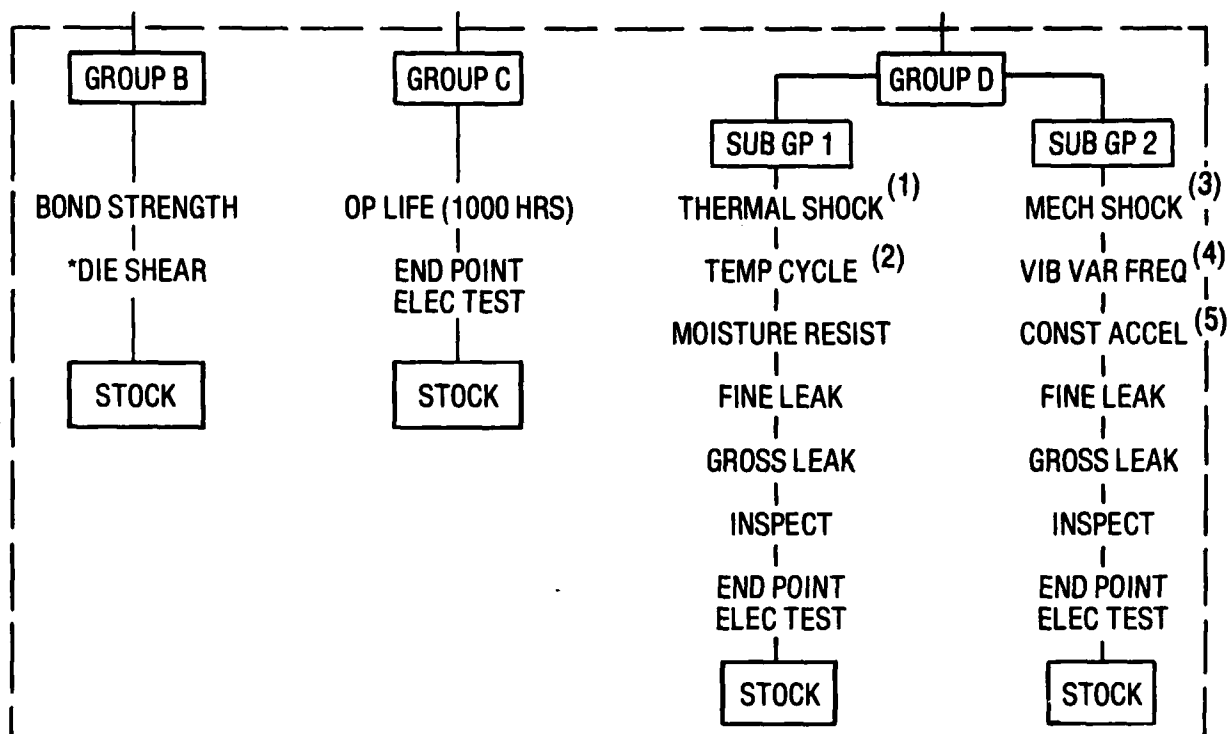 GROUP B
BOND STRENGTH
*DIE SHEAR
STOCK
GROUP C
OP LIFE (1000 HRS)
END POINT
ELEC TEST
STOCK
GROUP D
SUB GP 1
THERMAL SHOCK (1)
TEMP CYCLE (2)
MOISTURE RESIST
FINE LEAK
GROSS LEAK
INSPECT
END POINT
ELEC TEST
STOCK
SUB GP 2
MECH SHOCK (3)
VIB VAR FREQ (4)
CONST ACCEL (5)
FINE LEAK
GROSS LEAK
INSPECT
END POINT
ELEC TEST
STOCK